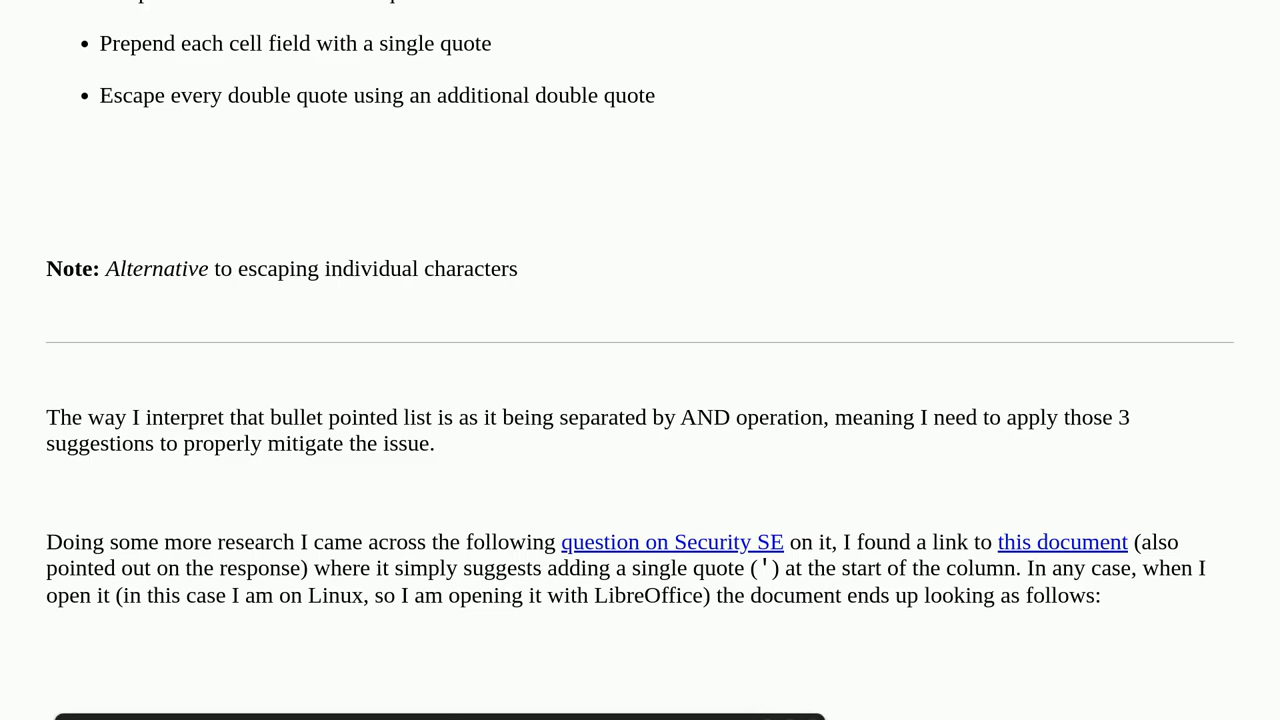 Prepend each cell field with a single quote
Escape every double quote using an additional double quote
Note: Alternative to escaping individual characters
The way I interpret that bullet pointed list is as it being separated by AND operation, meaning I need to apply those 3
suggestions to properly mitigate the issue.
Doing some more research I came across the following question on Security SE on it, I found a link to this document (also
pointed out on the response) where it simply suggests adding a single quote (') at the start of the column. In any case, when I
open it (in this case I am on Linux, so I am opening it with LibreOffice) the document ends up looking as follows: